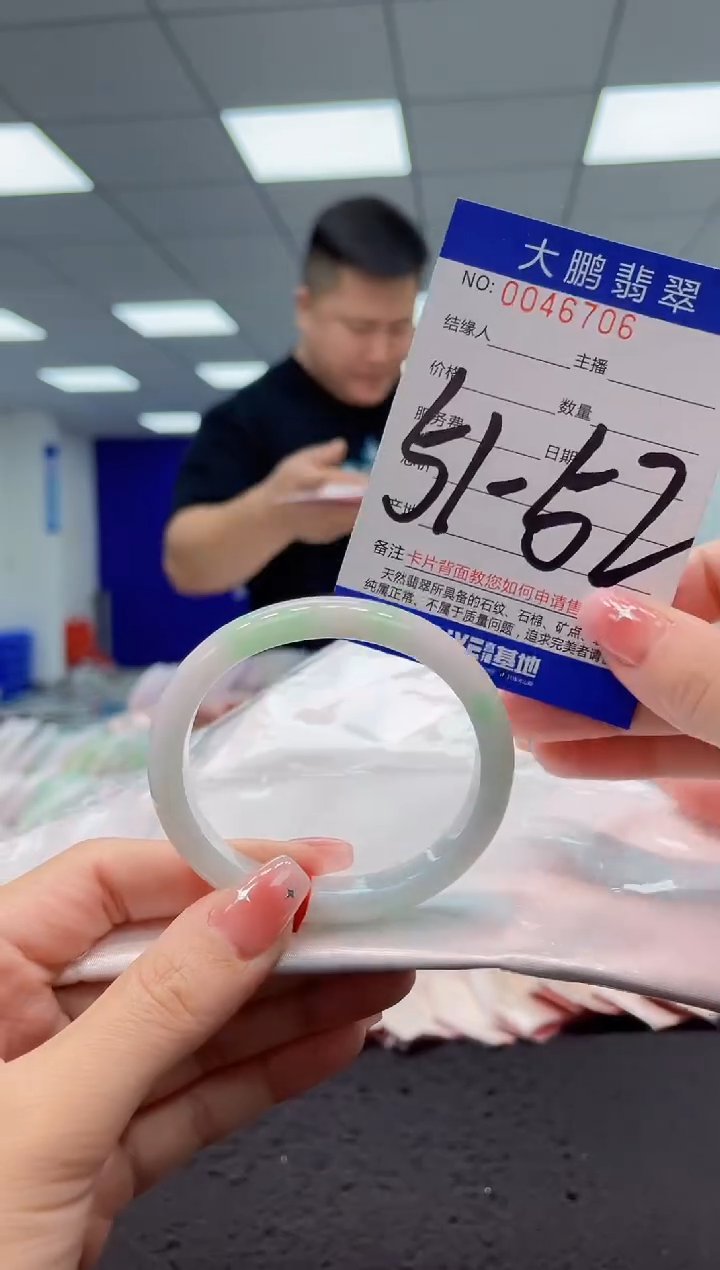 大鹏翡翠
NO: 0046706
结缘人 主播
价格 数量
服务费 日期
51-52
产地
备注 卡片背面教您如何申请售
天然翡翠所具备的石纹、石棉、矿点、
纯属正常、不属于质量问题，追求完美者请
基地